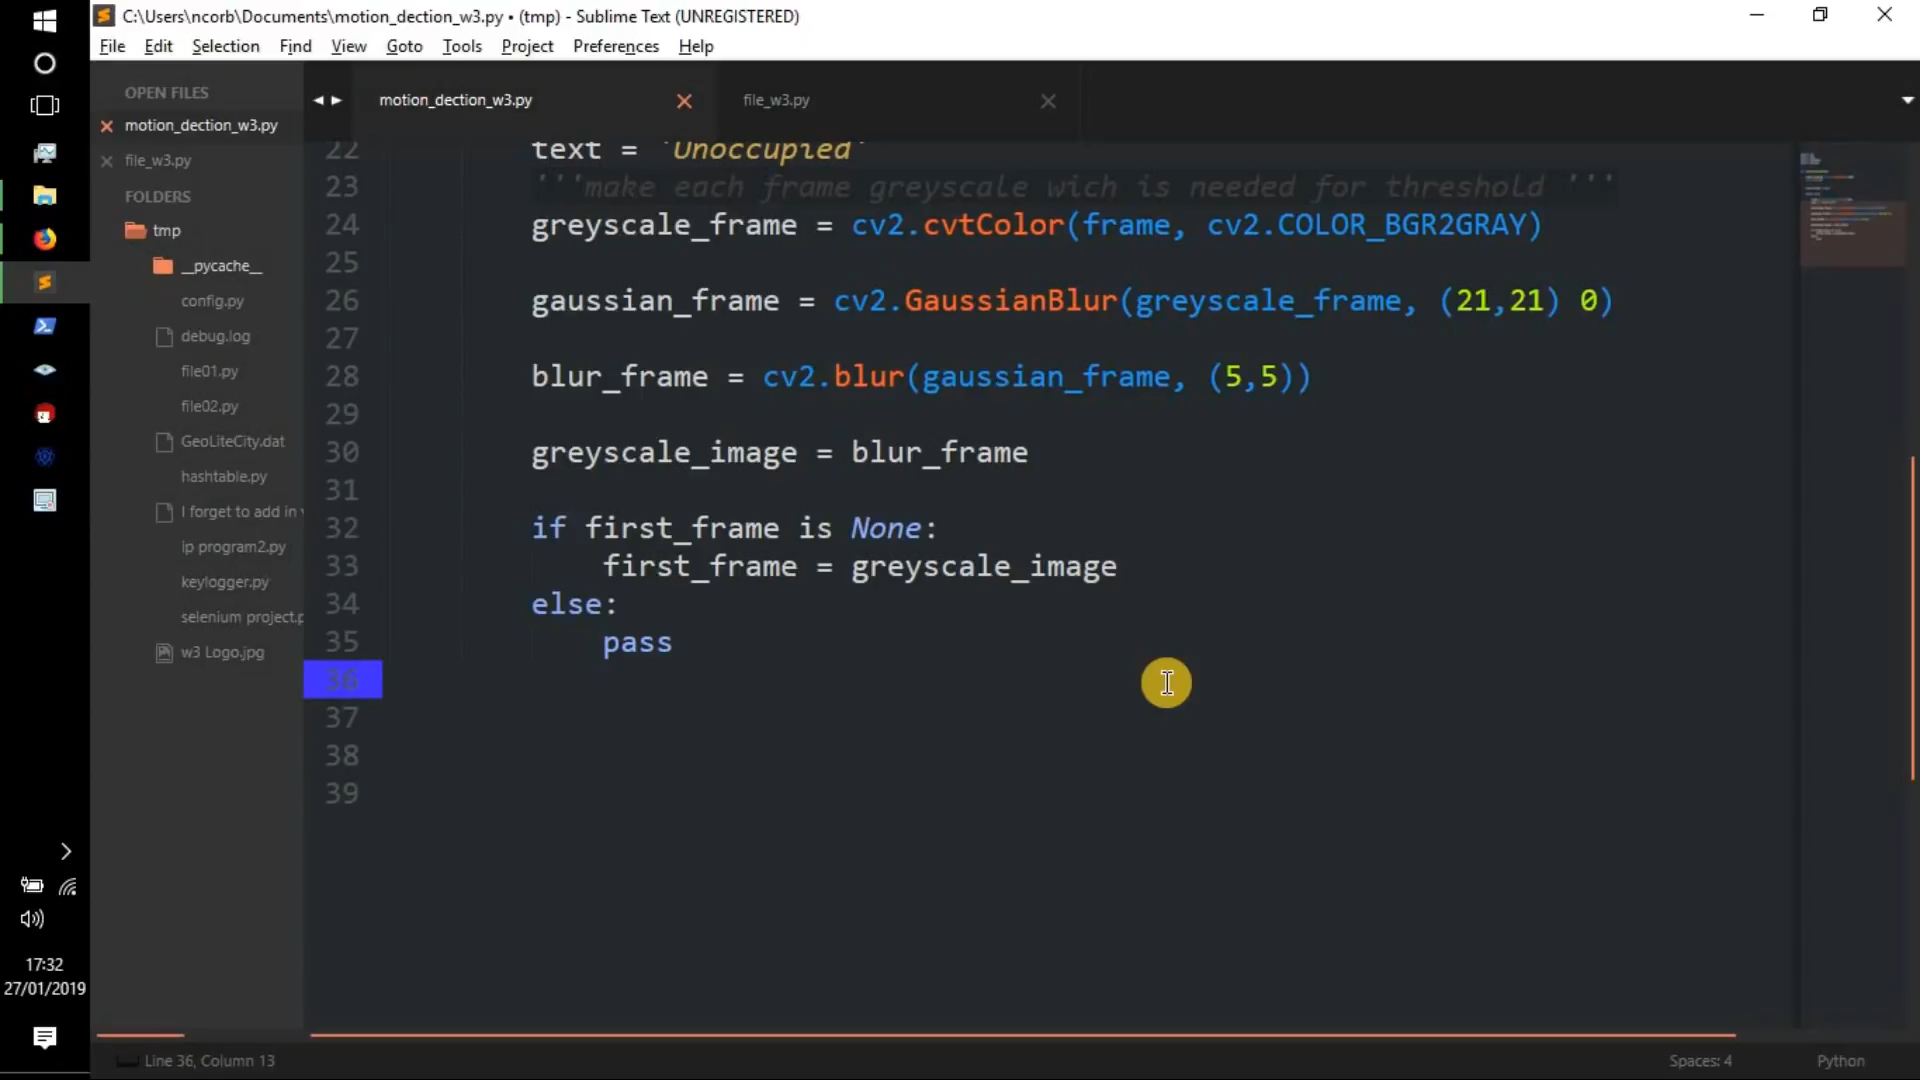 C:\Users\ncorb\Documents\motion_dection_w3.py • (tmp) - Sublime Text (UNREGISTERED)
File Edit Selection Find View Goto Tools Project Preferences Help
OPEN FILES
motion_dection_w3.py
file_w3.py
FOLDERS
tmp
__pycache__
config.py
debug.log
file01.py
file02.py
GeoLiteCity.dat
hashtable.py
I forget to add in
ip program2.py
keylogger.py
selenium project.p
w3 Logo.jpg
motion_dection_w3.py file_w3.py
22 text = 'Unoccupied'
23 '''make each frame greyscale wich is needed for threshold '''
24 greyscale_frame = cv2.cvtColor(frame, cv2.COLOR_BGR2GRAY)
25
26 gaussian_frame = cv2.GaussianBlur(greyscale_frame, (21,21) 0)
27
28 blur_frame = cv2.blur(gaussian_frame, (5,5))
29
30 greyscale_image = blur_frame
31
32 if first_frame is None:
33 first_frame = greyscale_image
34 else:
35 pass
36
37
38
39
17:32
27/01/2019
Line 36, Column 13
Spaces: 4
Python